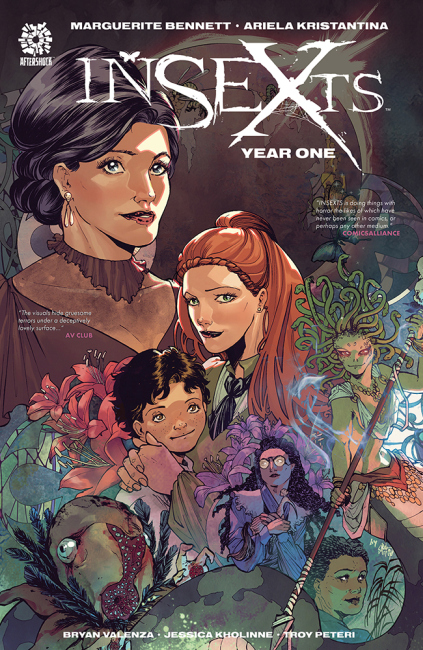 MARGUERITE BENNETT • ARIELA KRISTANTINA
AFTERSHOCK
INSEXTS™
YEAR ONE
"INSEXTS is doing things with
horror the likes of which have
never been seen in comics, or
perhaps any other medium."
COMICSALLIANCE
"The visuals hide gruesome
terrors under a deceptively
lovely surface..."
AV CLUB
BRYAN VALENZA • JESSICA KHOLINNE • TROY PETERI